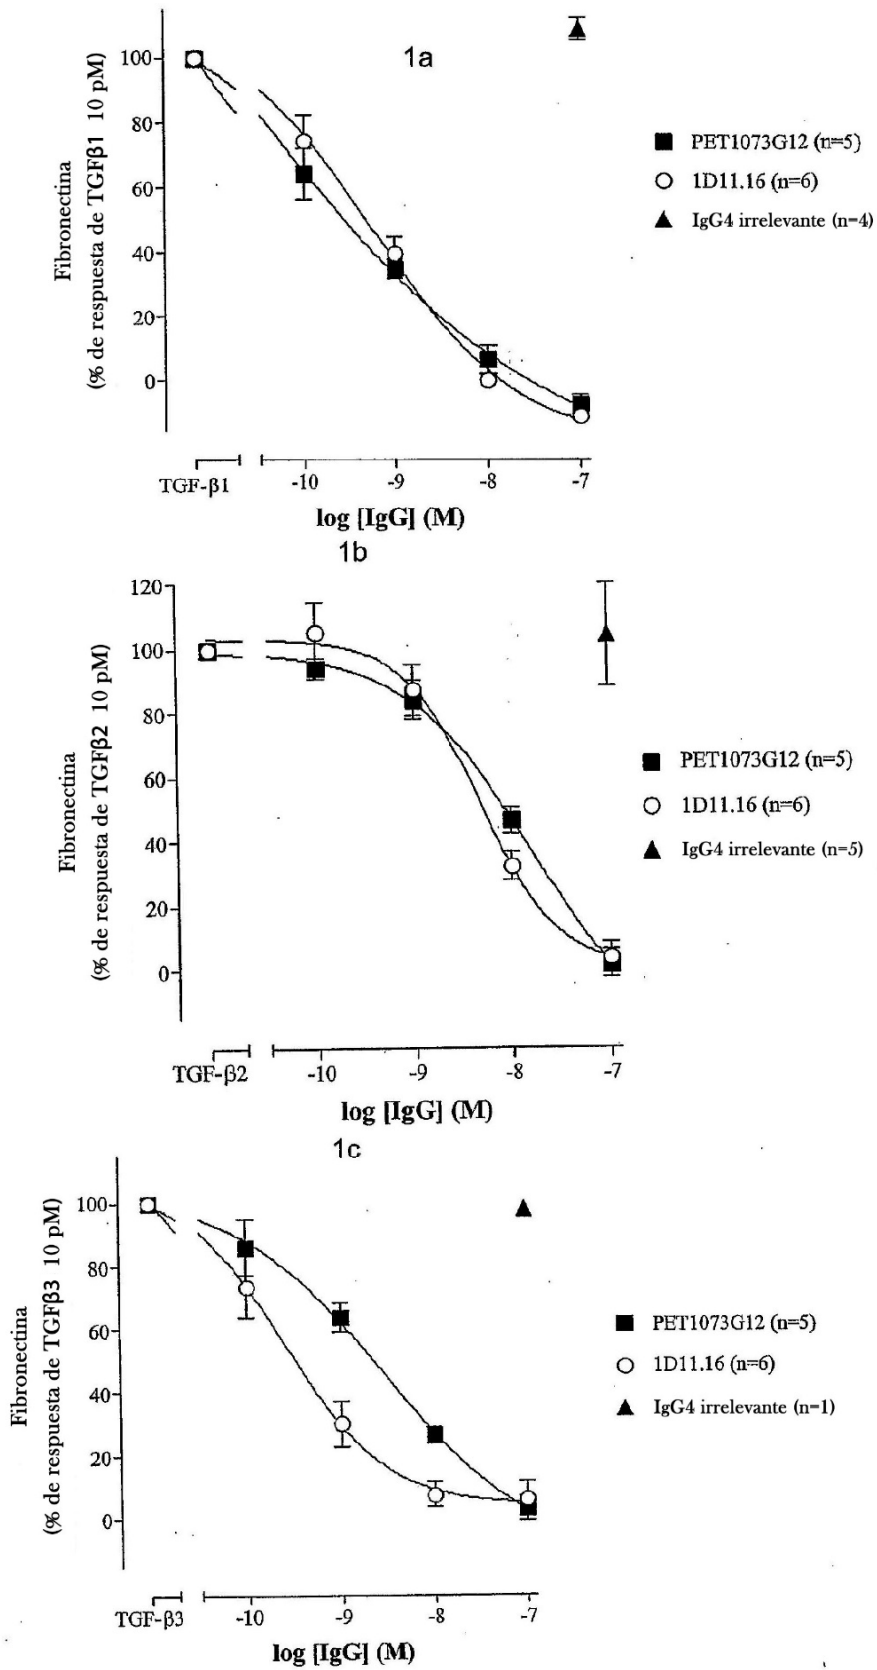 1a
100
80
60
40
20
0
Fibronectina
(% de respuesta de TGFβ1 10 pM)
PET1073G12 (n=5)
1D11.16 (n=6)
IgG4 irrelevante (n=4)
TGF-β1 -10 -9 -8 -7
log [IgG] (M)
1b
120
100
80
60
40
20
0
Fibronectina
(% de respuesta de TGFβ2 10 pM)
PET1073G12 (n=5)
1D11.16 (n=6)
IgG4 irrelevante (n=5)
TGF-β2 -10 -9 -8 -7
log [IgG] (M)
1c
100
80
60
40
20
0
Fibronectina
(% de respuesta de TGFβ3 10 pM)
PET1073G12 (n=5)
1D11.16 (n=6)
IgG4 irrelevante (n=1)
TGF-β3 -10 -9 -8 -7
log [IgG] (M)